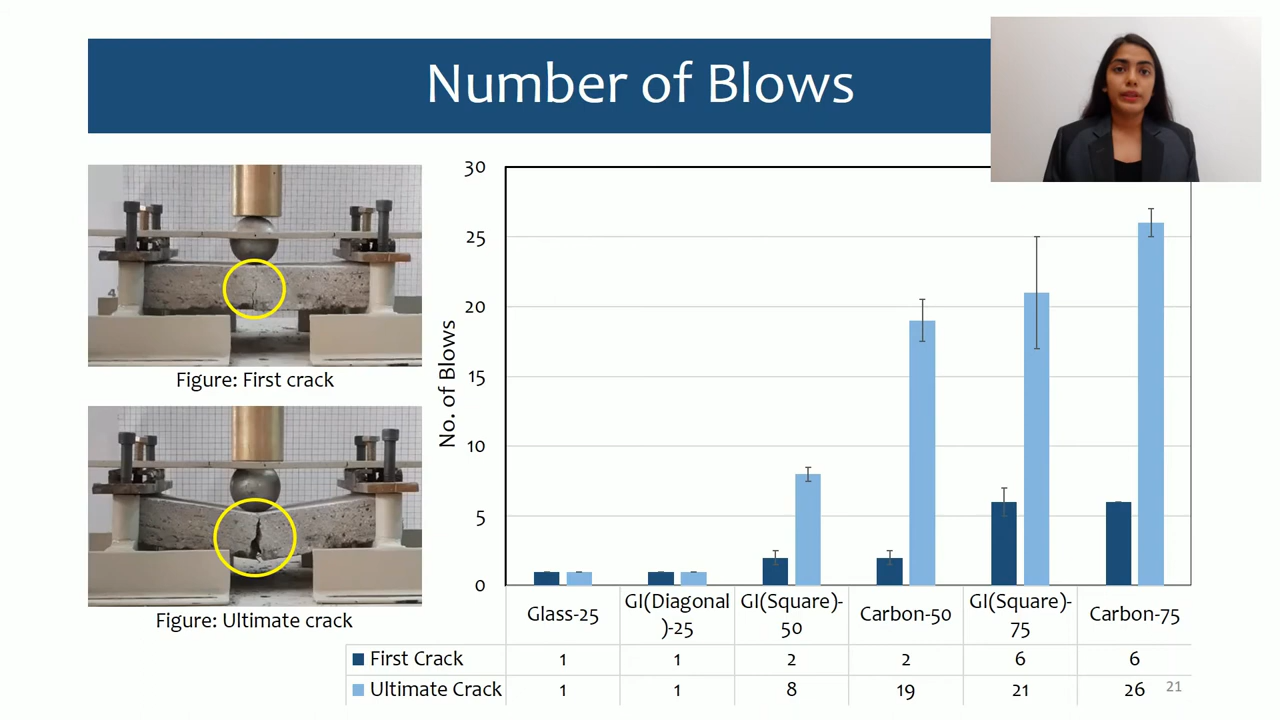 Number of Blows
Figure: First crack
Figure: Ultimate crack
No. of Blows
30
25
20
15
10
5
0
Glass-25
GI(Diagonal
)-25
GI(Square)-
50
Carbon-50
GI(Square)-
75
Carbon-75
First Crack 1 1 2 2 6 6
Ultimate Crack 1 1 8 19 21 26
21